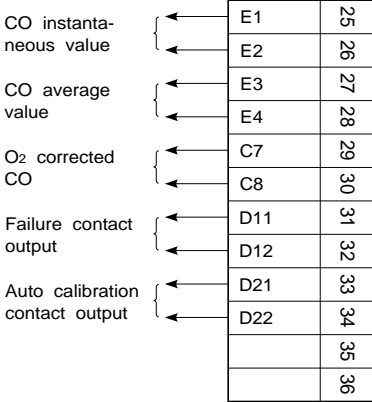 CO instanta-
neous value
E1 25
E2 26
CO average
value
E3 27
E4 28
O2 corrected
CO
C7 29
C8 30
Failure contact
output
D11 31
D12 32
Auto calibration
contact output
D21 33
D22 34
35
36